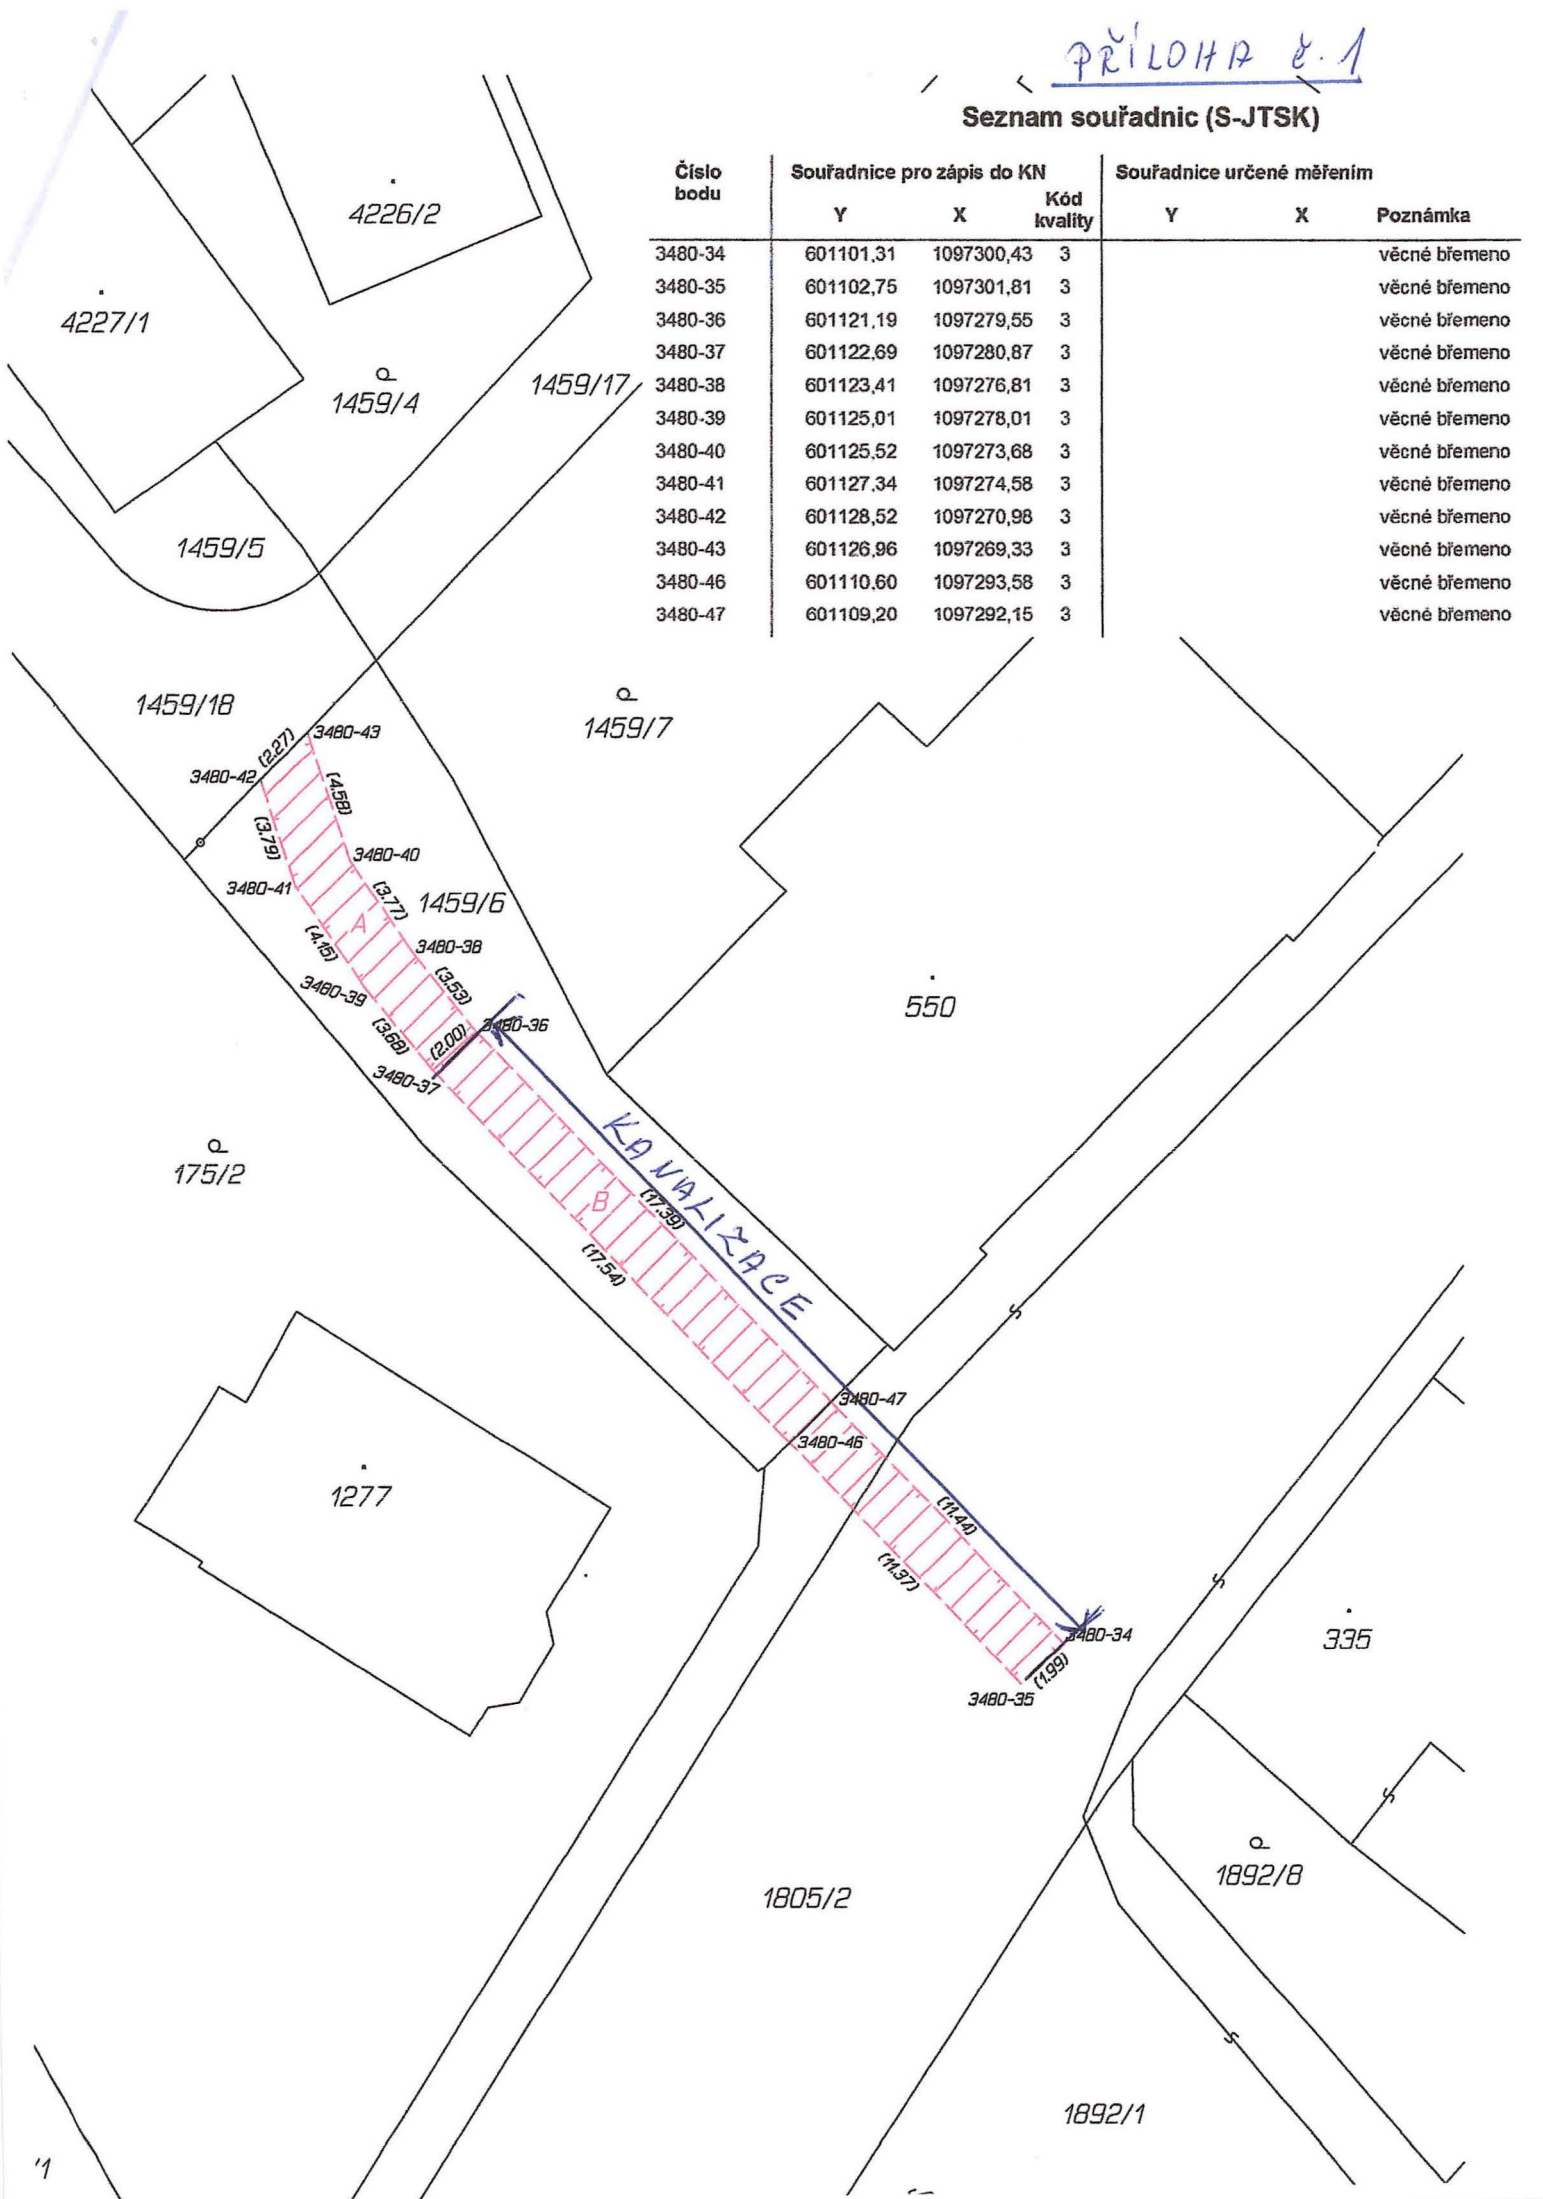 PŘÍLOHA č. 1
Seznam souřadnic (S-JTSK)
Číslo bodu Souřadnice pro zápis do KN Souřadnice určené měřením
Y X Kód kvality Y X Poznámka
3480-34 601101,31 1097300,43 3 věcné břemeno
3480-35 601102,75 1097301,81 3 věcné břemeno
3480-36 601121,19 1097279,55 3 věcné břemeno
3480-37 601122,69 1097280,87 3 věcné břemeno
3480-38 601123,41 1097276,81 3 věcné břemeno
3480-39 601125,01 1097278,01 3 věcné břemeno
3480-40 601125,52 1097273,68 3 věcné břemeno
3480-41 601127,34 1097274,58 3 věcné břemeno
3480-42 601128,52 1097270,98 3 věcné břemeno
3480-43 601126,96 1097269,33 3 věcné břemeno
3480-46 601110,60 1097293,58 3 věcné břemeno
3480-47 601109,20 1097292,15 3 věcné břemeno
4226/2
4227/1
1459/4
1459/17
1459/5
1459/18
1459/7
3480-43
(2.27)
3480-42
(4.58)
(3.79)
3480-40
3480-41
(3.77)
1459/6
A
(4.15)
3480-38
(3.53)
3480-39
550
3480-36
(3.68)
(2.00)
3480-37
KANALIZACE
175/2
B
(17.39)
(17.54)
3480-47
3480-46
1277
(11.44)
(11.37)
3480-34
335
(1.99)
3480-35
1892/8
1805/2
1892/1
'1